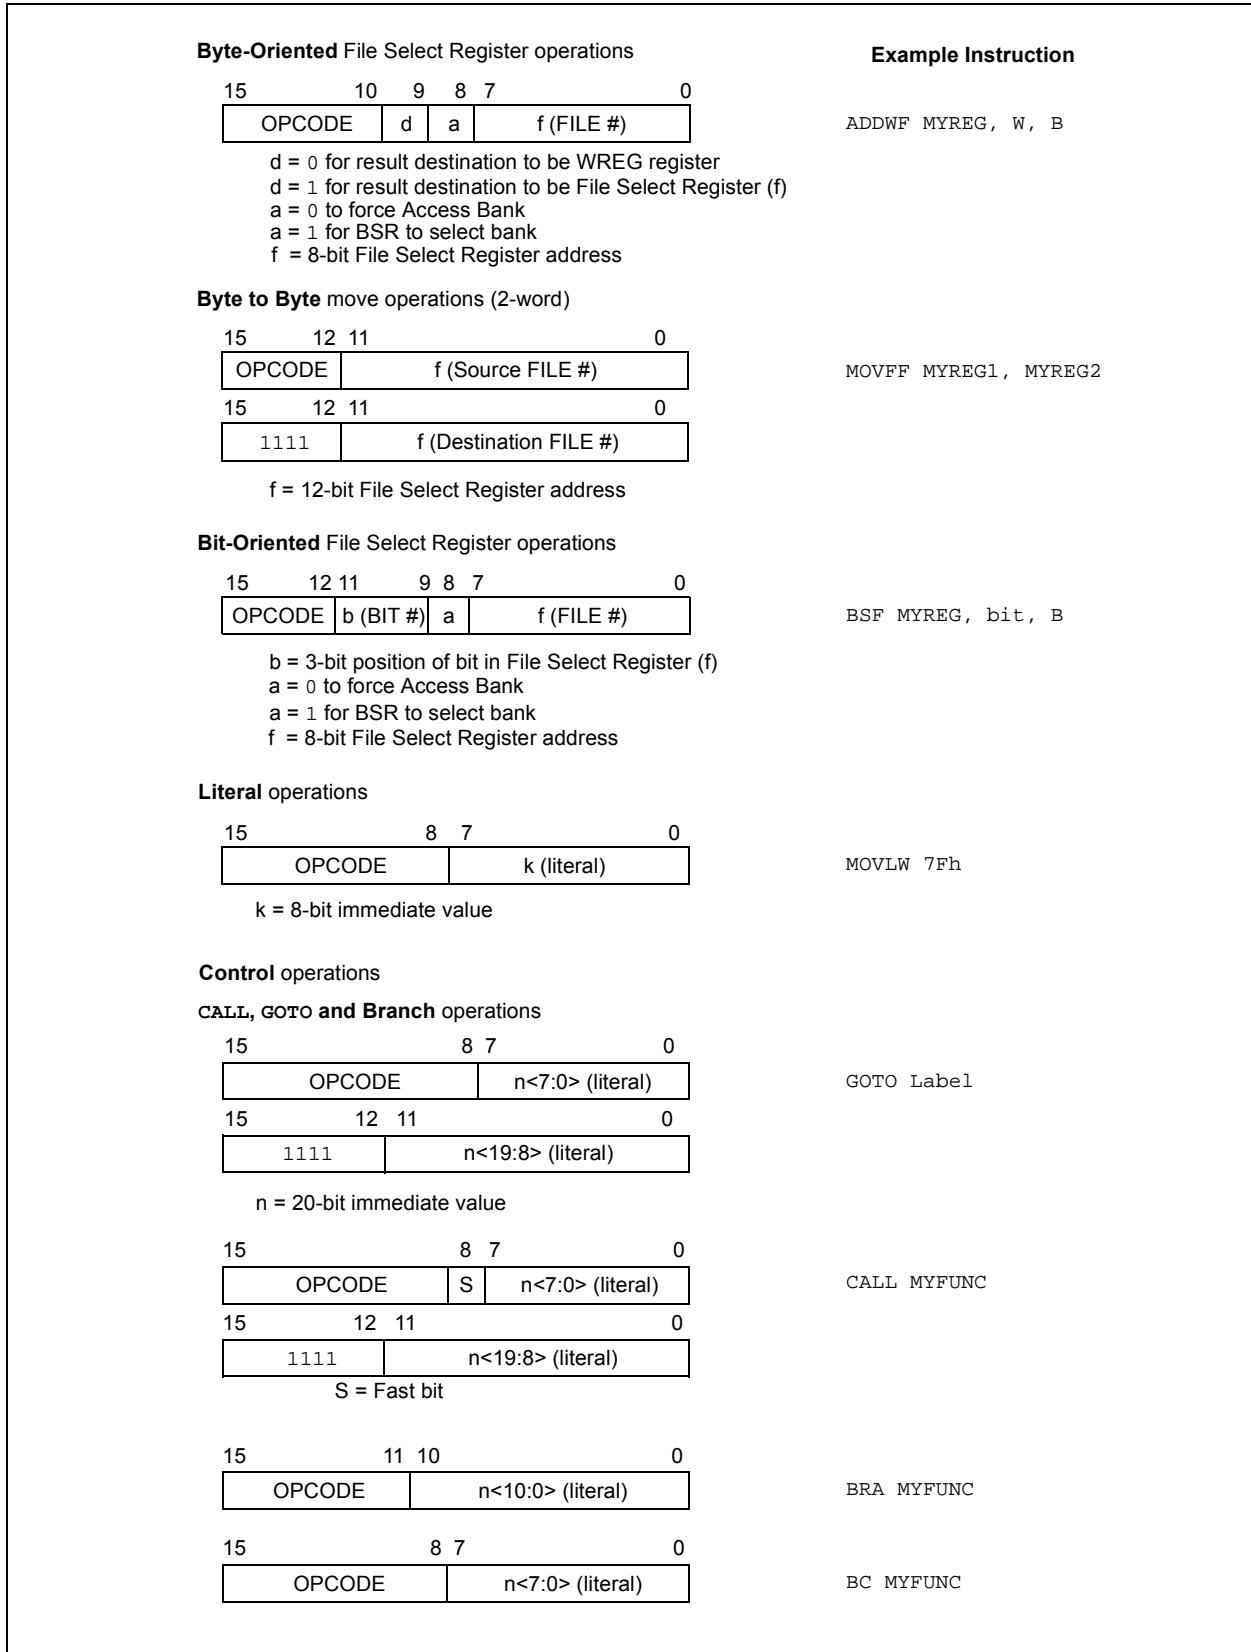 Byte-Oriented File Select Register operations
Example Instruction
15 10 9 8 7 0
OPCODE d a f (FILE #)
ADDWF MYREG, W, B
d = 0 for result destination to be WREG register
d = 1 for result destination to be File Select Register (f)
a = 0 to force Access Bank
a = 1 for BSR to select bank
f = 8-bit File Select Register address
Byte to Byte move operations (2-word)
15 12 11 0
OPCODE f (Source FILE #)
MOVFF MYREG1, MYREG2
15 12 11 0
1111 f (Destination FILE #)
f = 12-bit File Select Register address
Bit-Oriented File Select Register operations
15 12 11 9 8 7 0
OPCODE b (BIT #) a f (FILE #)
BSF MYREG, bit, B
b = 3-bit position of bit in File Select Register (f)
a = 0 to force Access Bank
a = 1 for BSR to select bank
f = 8-bit File Select Register address
Literal operations
15 8 7 0
OPCODE k (literal)
MOVLW 7Fh
k = 8-bit immediate value
Control operations
CALL, GOTO and Branch operations
15 8 7 0
OPCODE n<7:0> (literal)
GOTO Label
15 12 11 0
1111 n<19:8> (literal)
n = 20-bit immediate value
15 8 7 0
OPCODE S n<7:0> (literal)
CALL MYFUNC
15 12 11 0
1111 n<19:8> (literal)
S = Fast bit
15 11 10 0
OPCODE n<10:0> (literal)
BRA MYFUNC
15 8 7 0
OPCODE n<7:0> (literal)
BC MYFUNC